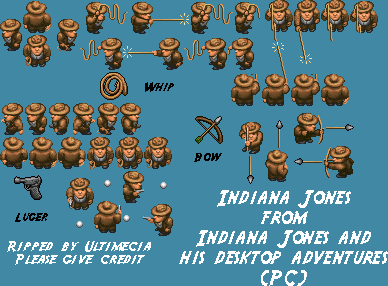 Whip
Bow
Luger
Indiana Jones
from
Indiana Jones and
his desktop adventures
(PC)
Ripped by Ultimecia
Please give credit